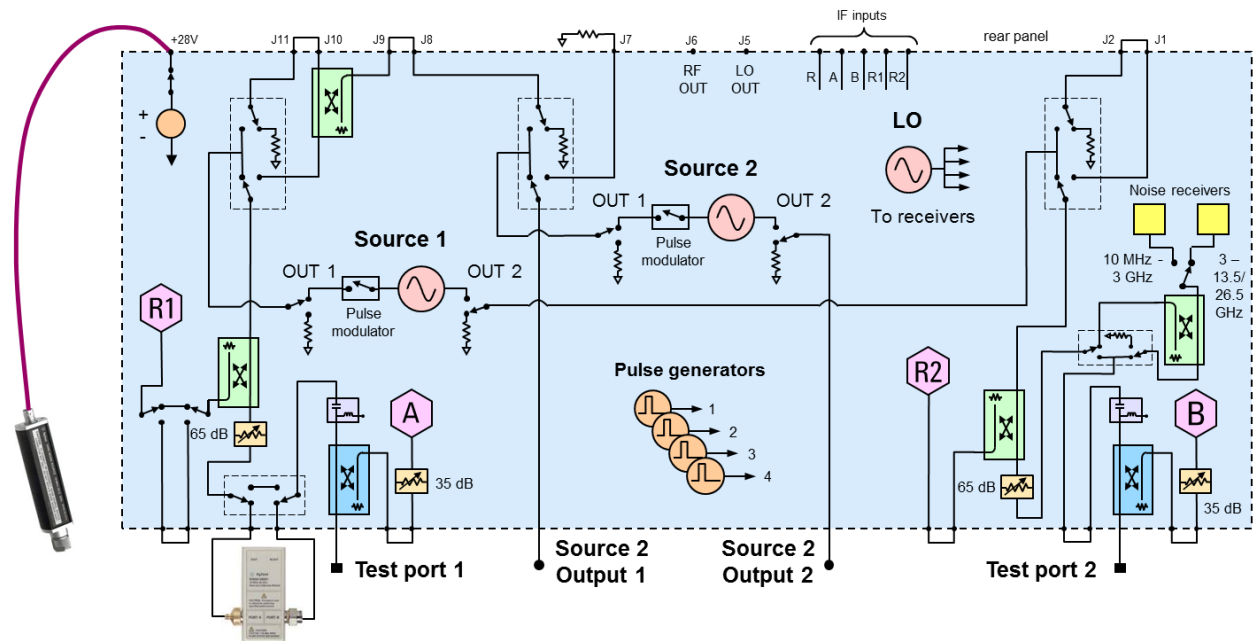 IF inputs
rear panel
+28V
J11
J10
J9
J8
J7
J6
J5
J2
J1
RF
OUT
LO
OUT
R
A
B
R1
R2
+
-
LO
To receivers
Source 2
OUT 1
OUT 2
Pulse
modulator
Noise receivers
10 MHz -
3 GHz
3 –
13.5/
26.5
GHz
Source 1
OUT 1
OUT 2
Pulse
modulator
R1
R2
Pulse generators
1
2
3
4
A
B
65 dB
35 dB
65 dB
35 dB
Test port 1
Source 2
Output 1
Source 2
Output 2
Test port 2
PORT A
PORT B